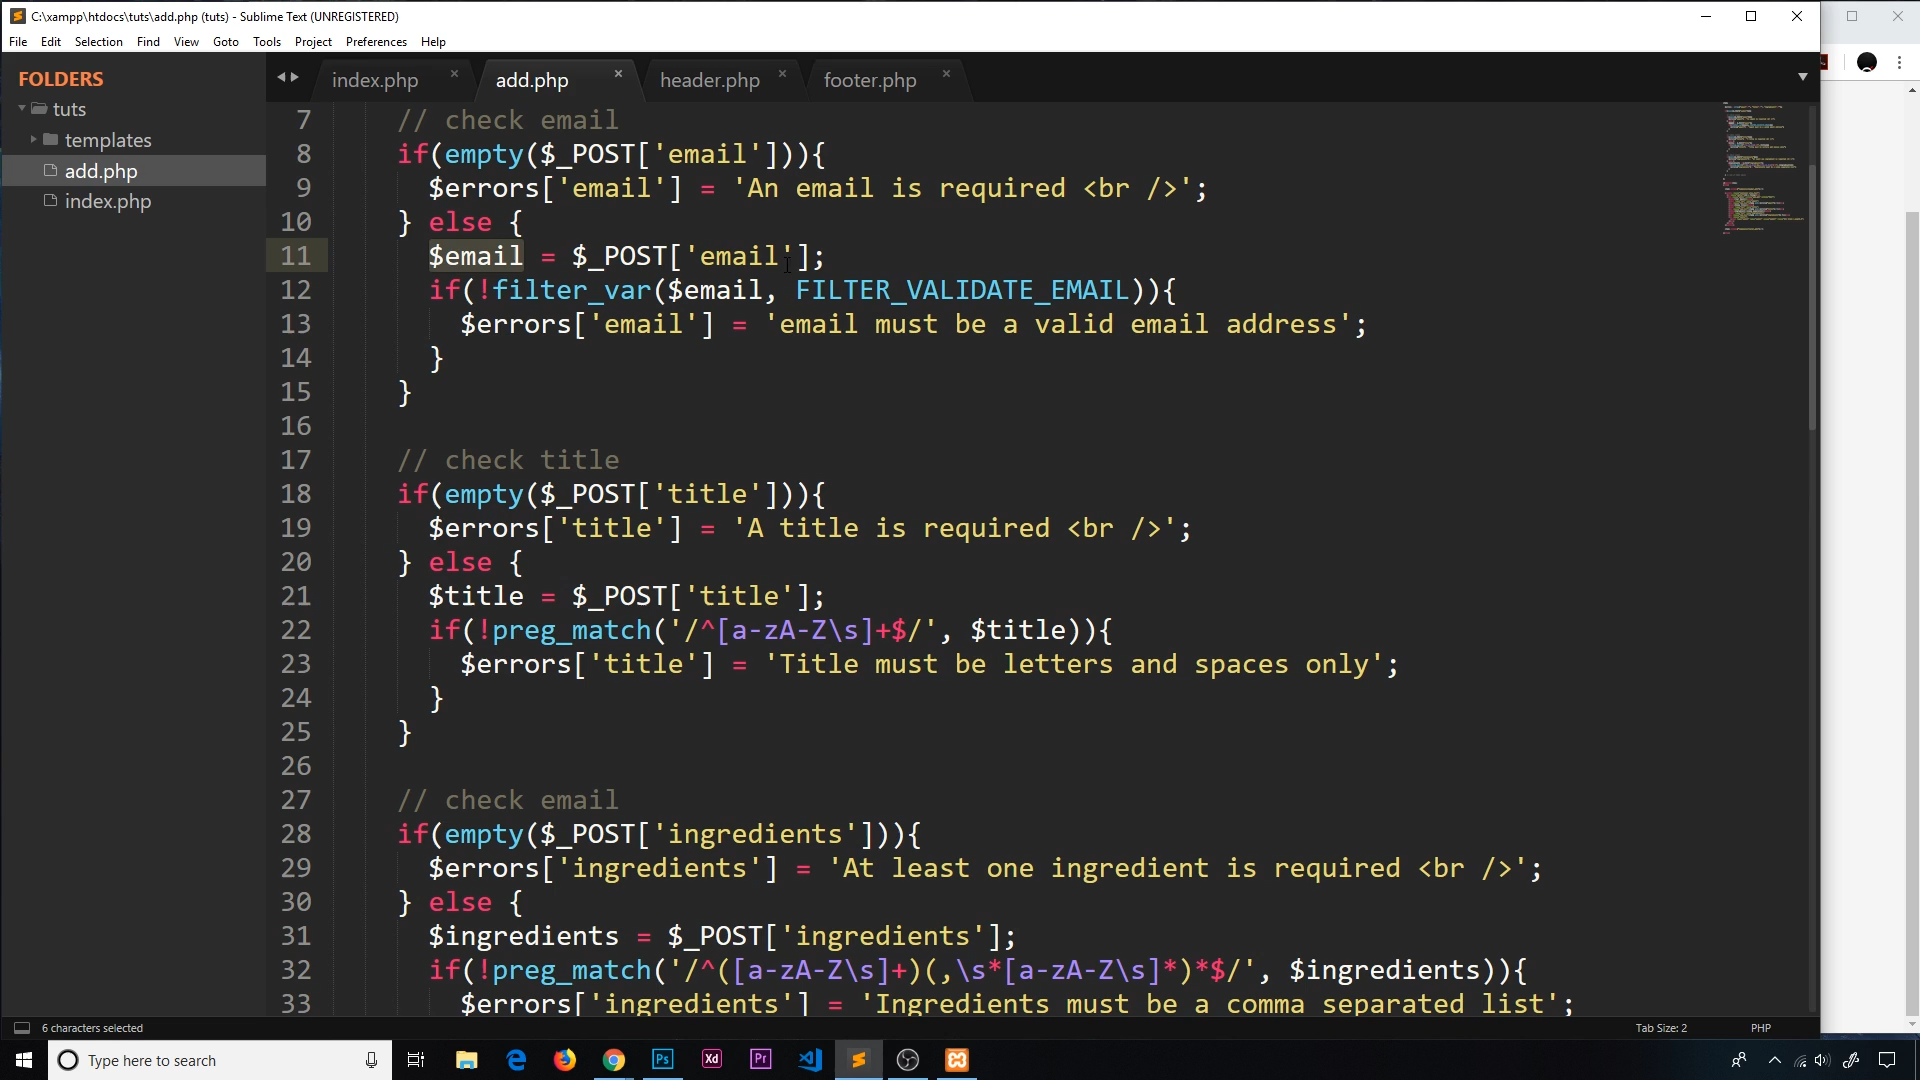 C:\xampp\htdocs\tuts\add.php (tuts) - Sublime Text (UNREGISTERED)
File Edit Selection Find View Goto Tools Project Preferences Help
FOLDERS
tuts
templates
add.php
index.php
index.php add.php header.php footer.php
7 // check email
8 if(empty($_POST['email'])){
9 $errors['email'] = 'An email is required <br />';
10 } else {
11 $email = $_POST['email'];
12 if(!filter_var($email, FILTER_VALIDATE_EMAIL)){
13 $errors['email'] = 'email must be a valid email address';
14 }
15 }
16
17 // check title
18 if(empty($_POST['title'])){
19 $errors['title'] = 'A title is required <br />';
20 } else {
21 $title = $_POST['title'];
22 if(!preg_match('/^[a-zA-Z\s]+$/', $title)){
23 $errors['title'] = 'Title must be letters and spaces only';
24 }
25 }
26
27 // check email
28 if(empty($_POST['ingredients'])){
29 $errors['ingredients'] = 'At least one ingredient is required <br />';
30 } else {
31 $ingredients = $_POST['ingredients'];
32 if(!preg_match('/^([a-zA-Z\s]+)(,\s*[a-zA-Z\s]*)*$/', $ingredients)){
33 $errors['ingredients'] = 'Ingredients must be a comma separated list';
6 characters selected
Tab Size: 2
PHP
Type here to search
Ps
Xd
Pr